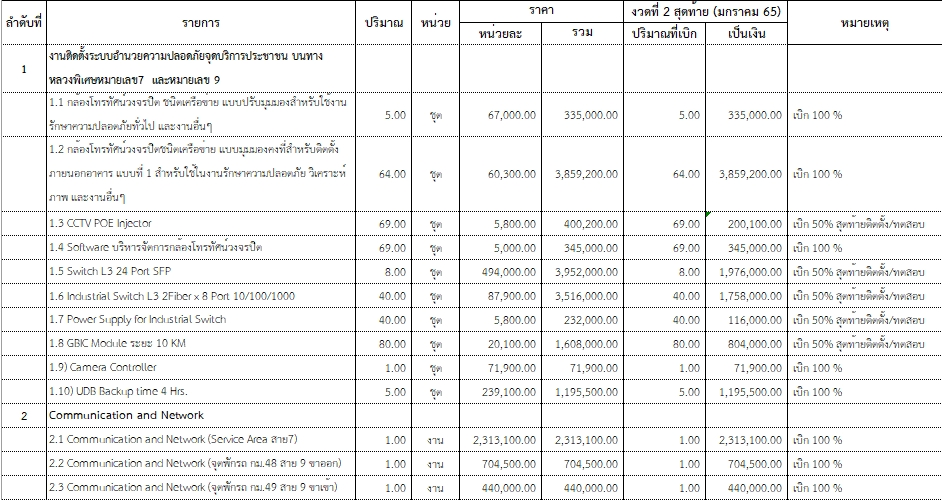 ลำดับที่ รายการ ปริมาณ หน่วย ราคา งวดที่ 2 สุดท้าย (มกราคม 65) หมายเหตุ
หน่วยละ รวม ปริมาณที่เบิก เป็นเงิน
1 งานติดตั้งระบบอำนวยความปลอดภัยจุดบริการประชาชน บนทาง
หลวงพิเศษหมายเลข7 และหมายเลข 9
1.1 กล้องโทรทัศน์วงจรปิด ชนิดเครือข่าย แบบปรับมุมมองสำหรับใช้งาน
รักษาความปลอดภัยทั่วไป และงานอื่นๆ 5.00 ชุด 67,000.00 335,000.00 5.00 335,000.00 เบิก 100 %
1.2 กล้องโทรทัศน์วงจรปิดชนิดเครือข่าย แบบมุมมองคงที่สำหรับติดตั้ง
ภายนอกอาคาร แบบที่ 1 สำหรับใช้ในงานรักษาความปลอดภัย วิเคราะห์ 64.00 ชุด 60,300.00 3,859,200.00 64.00 3,859,200.00 เบิก 100 %
ภาพ และงานอื่นๆ
1.3 CCTV POE Injector 69.00 ชุด 5,800.00 400,200.00 69.00 200,100.00 เบิก 50% สุดท้ายติดตั้ง/ทดสอบ
1.4 Software บริหารจัดการกล้องโทรทัศน์วงจรปิด 69.00 ชุด 5,000.00 345,000.00 69.00 345,000.00 เบิก 100 %
1.5 Switch L3 24 Port SFP 8.00 ชุด 494,000.00 3,952,000.00 8.00 1,976,000.00 เบิก 50% สุดท้ายติดตั้ง/ทดสอบ
1.6 Industrial Switch L3 2Fiber x 8 Port 10/100/1000 40.00 ชุด 87,900.00 3,516,000.00 40.00 1,758,000.00 เบิก 50% สุดท้ายติดตั้ง/ทดสอบ
1.7 Power Supply for Industrial Switch 40.00 ชุด 5,800.00 232,000.00 40.00 116,000.00 เบิก 50% สุดท้ายติดตั้ง/ทดสอบ
1.8 GBIC Module ระยะ 10 KM 80.00 ชุด 20,100.00 1,608,000.00 80.00 804,000.00 เบิก 50% สุดท้ายติดตั้ง/ทดสอบ
1.9) Camera Controller 1.00 ชุด 71,900.00 71,900.00 1.00 71,900.00 เบิก 100 %
1.10) UDB Backup time 4 Hrs. 5.00 ชุด 239,100.00 1,195,500.00 5.00 1,195,500.00 เบิก 100 %
2 Communication and Network
2.1 Communication and Network (Service Area สาย7) 1.00 งาน 2,313,100.00 2,313,100.00 1.00 2,313,100.00 เบิก 100 %
2.2 Communication and Network (จุดพักรถ กม.48 สาย 9 ขาออก) 1.00 งาน 704,500.00 704,500.00 1.00 704,500.00 เบิก 100 %
2.3 Communication and Network (จุดพักรถ กม.49 สาย 9 ขาเข้า) 1.00 งาน 440,000.00 440,000.00 1.00 440,000.00 เบิก 100 %